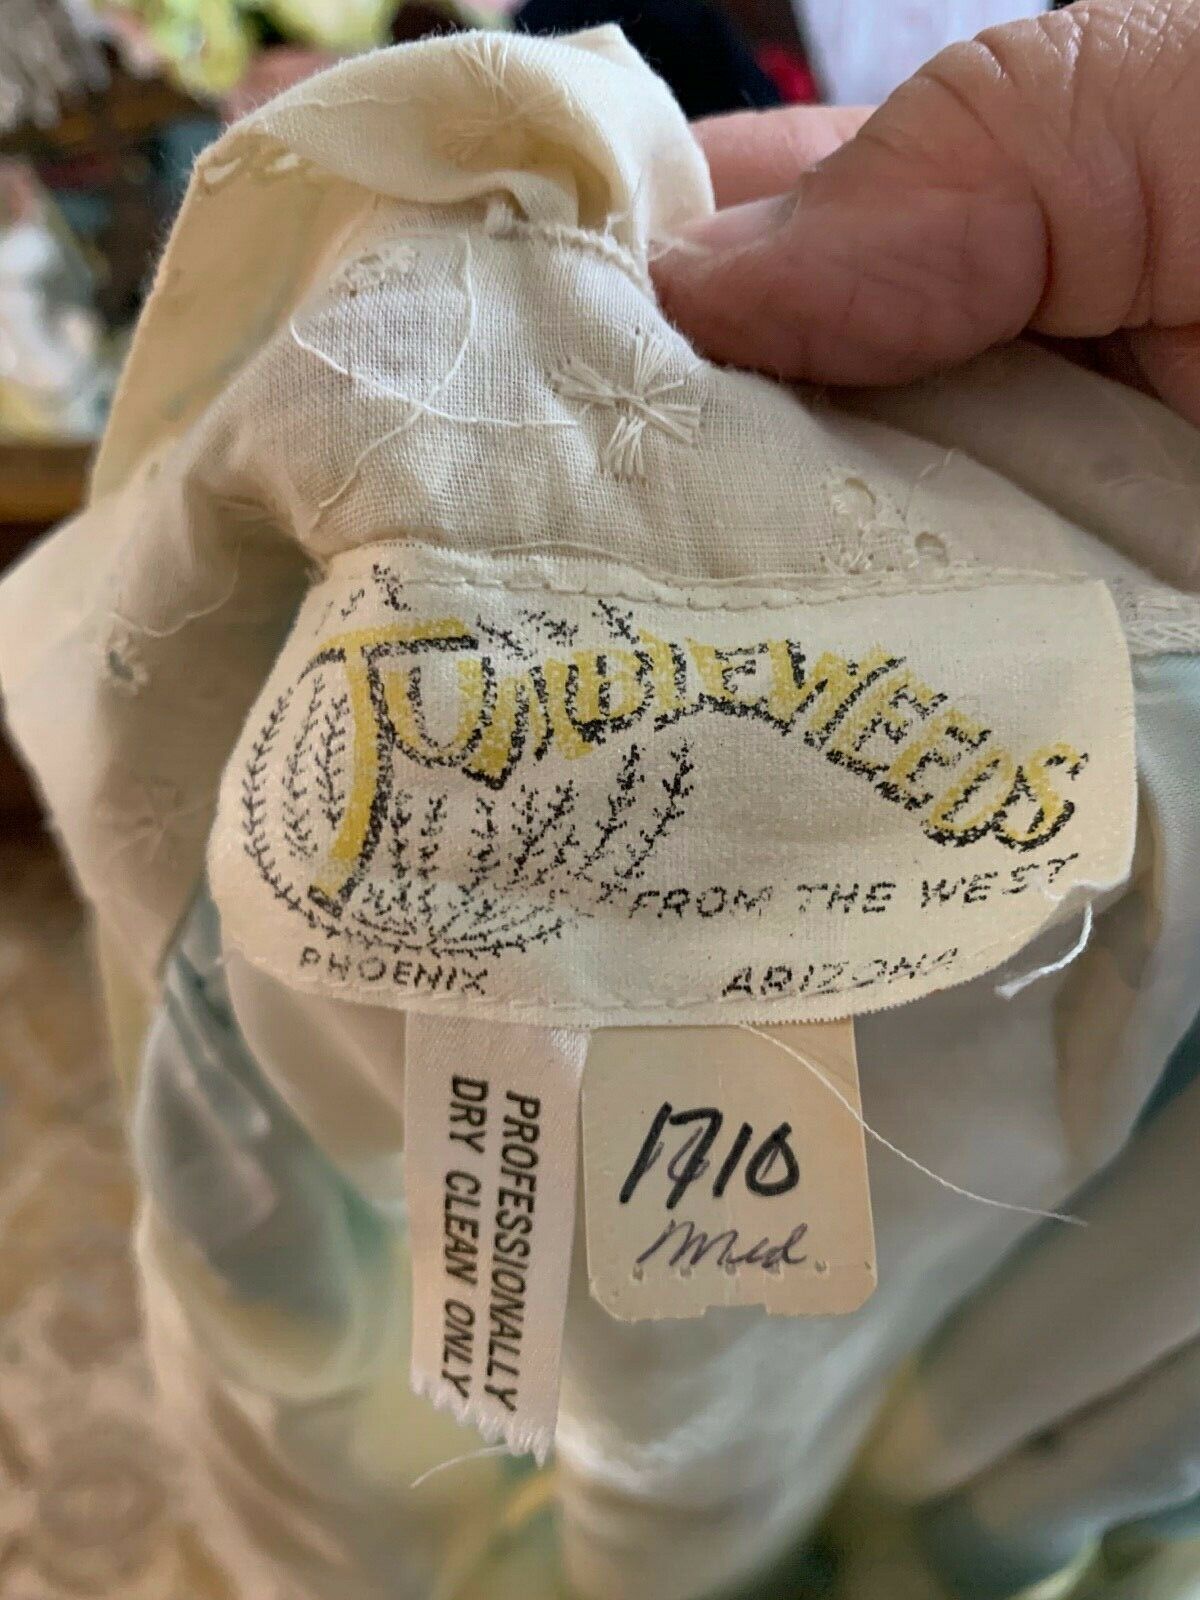 TUMBLEWEEDS
FROM THE WEST
PHOENIX ARIZONA
PROFESSIONALLY
DRY CLEAN ONLY
1710
Med.